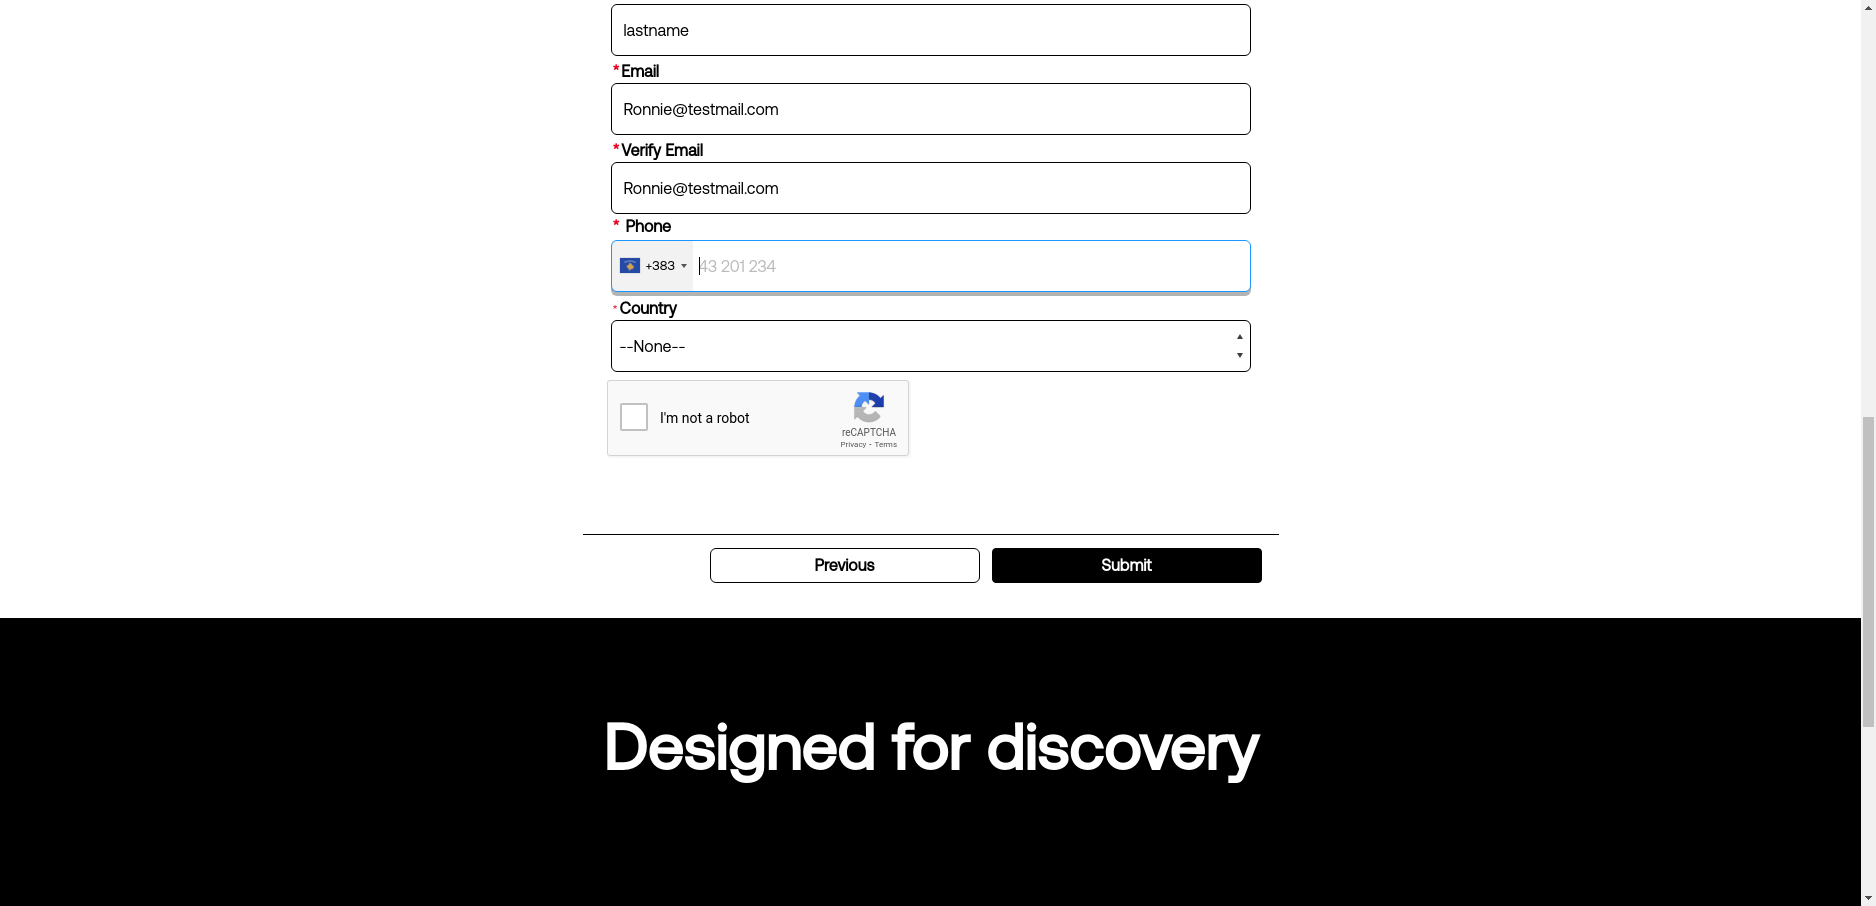 lastname
*Email
Ronnie@testmail.com
*Verify Email
Ronnie@testmail.com
* Phone
+383 43 201 234
*Country
--None--
I'm not a robot
reCAPTCHA
Privacy - Terms
Previous Submit
Designed for discovery